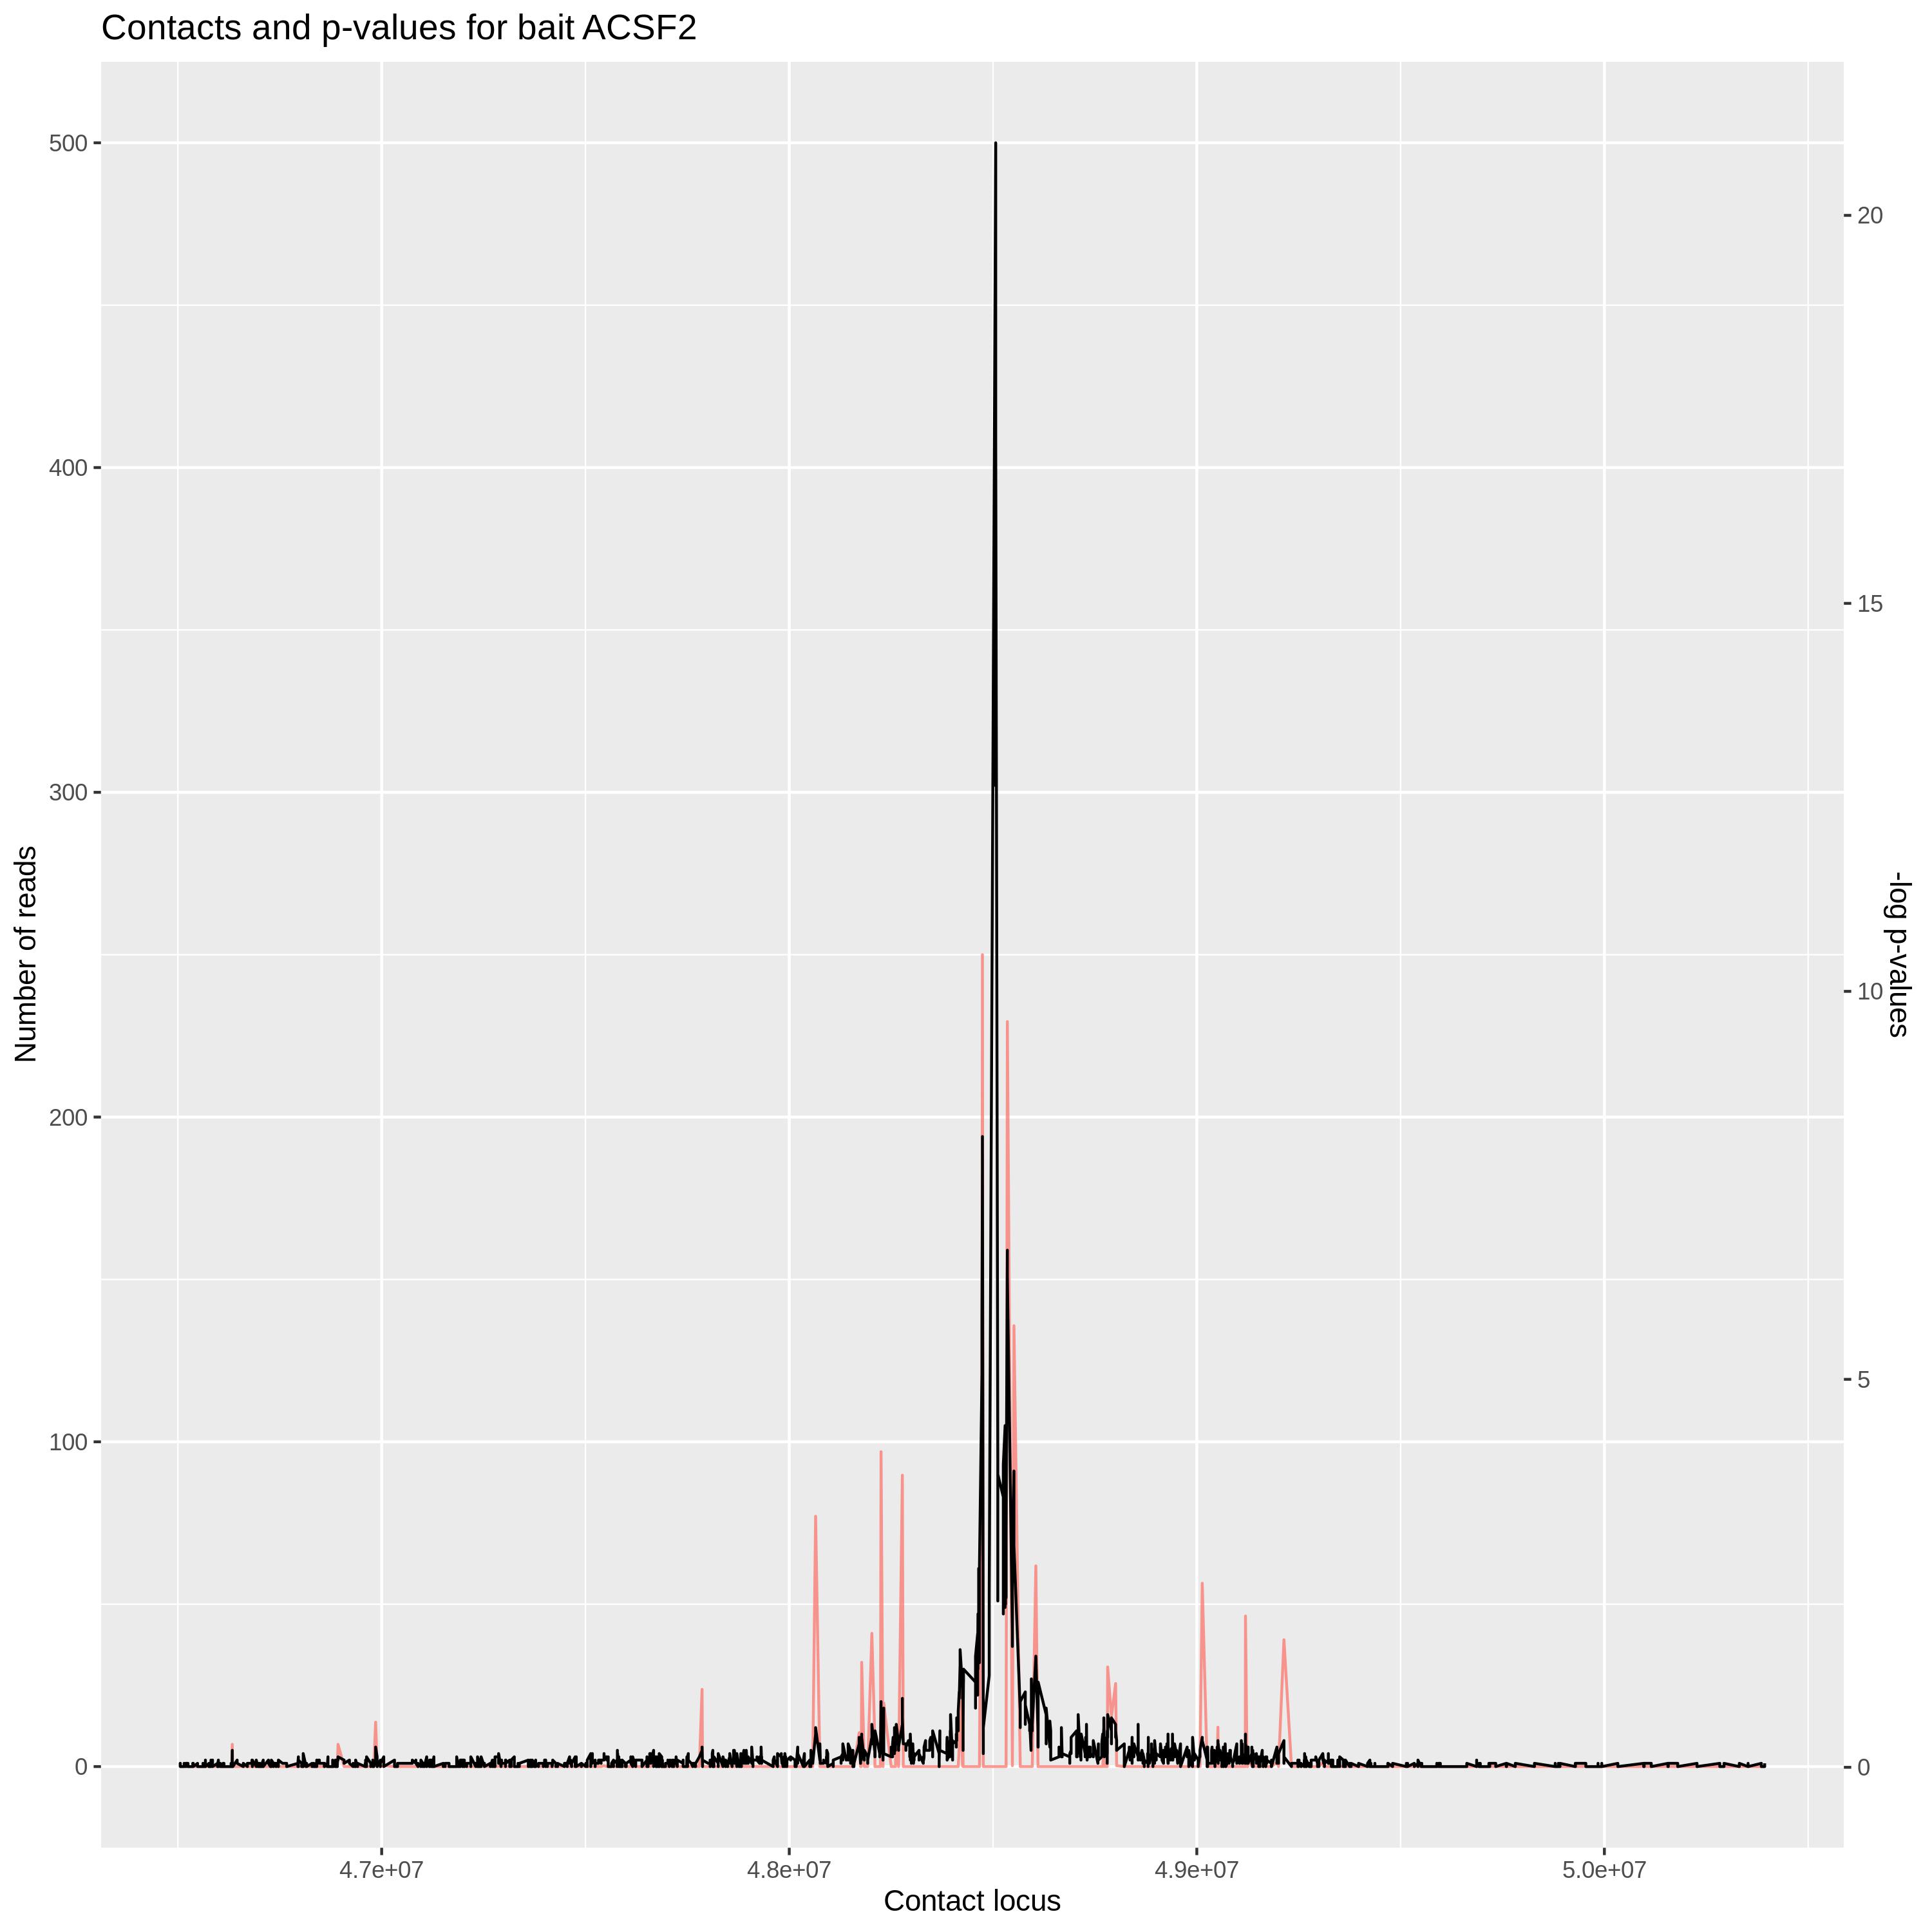 Contacts and p-values for bait ACSF2
500
400
300
200
100
0
Number of reads
20
15
10
5
0
-log p-values
4.7e+07
4.8e+07
4.9e+07
5.0e+07
Contact locus